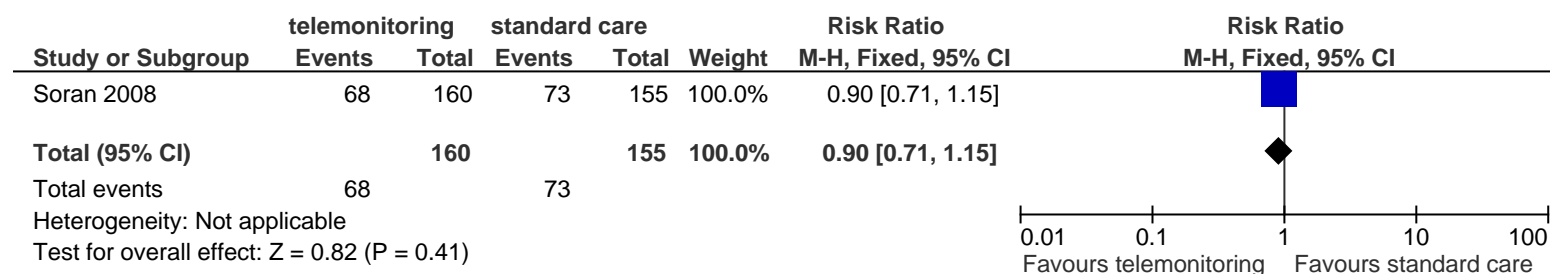 telemonitoring standard care Risk Ratio Risk Ratio
Study or Subgroup Events Total Events Total Weight M-H, Fixed, 95% CI M-H, Fixed, 95% CI
Soran 2008 68 160 73 155 100.0% 0.90 [0.71, 1.15]
Total (95% CI) 160 155 100.0% 0.90 [0.71, 1.15]
Total events 68 73
Heterogeneity: Not applicable
Test for overall effect: Z = 0.82 (P = 0.41)
0.01 0.1 1 10 100
Favours telemonitoring Favours standard care